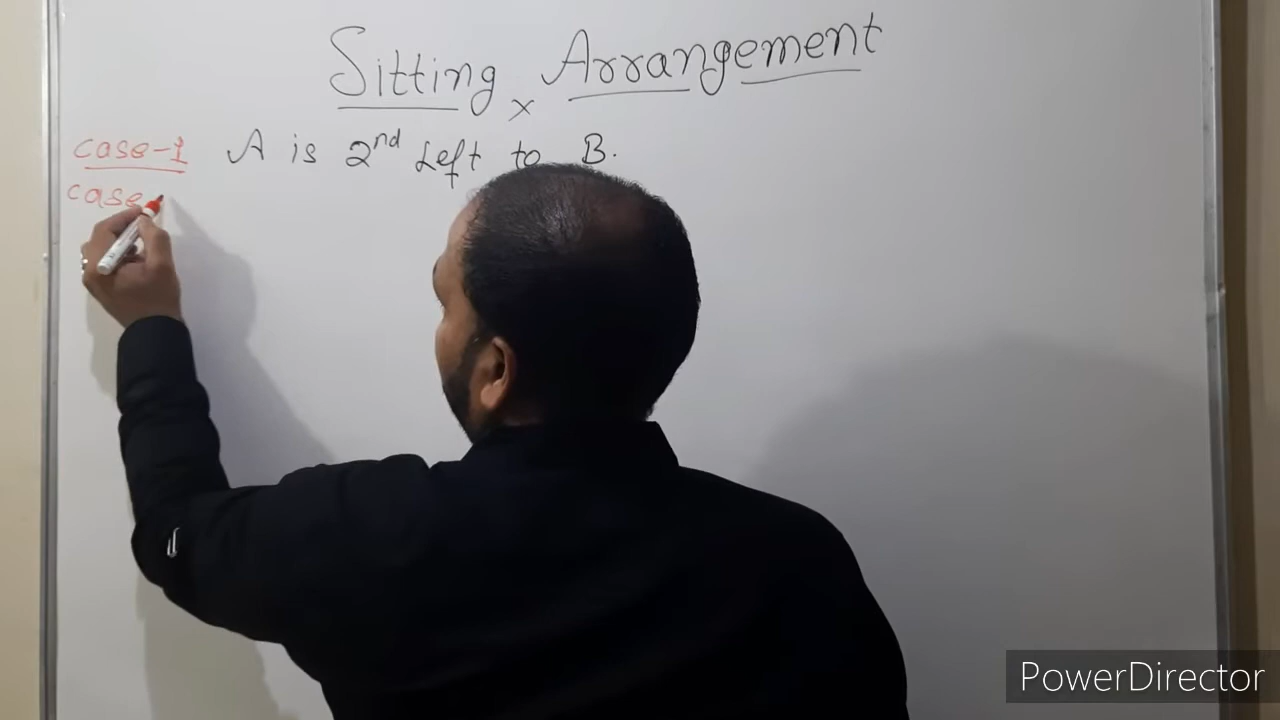 Sitting Arrangement
×
case-1 A is 2nd Left to B.
case
PowerDirector